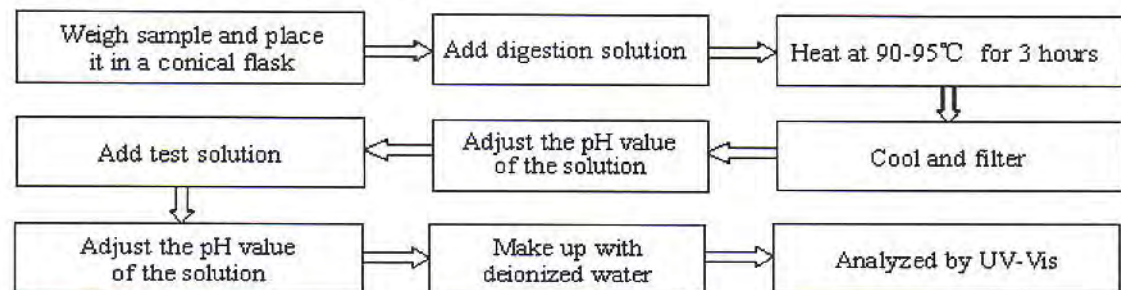 Weigh sample and place
it in a conical flask
Add digestion solution
Heat at 90-95℃ for 3 hours
Cool and filter
Adjust the pH value
of the solution
Add test solution
Adjust the pH value
of the solution
Make up with
deionized water
Analyzed by UV-Vis